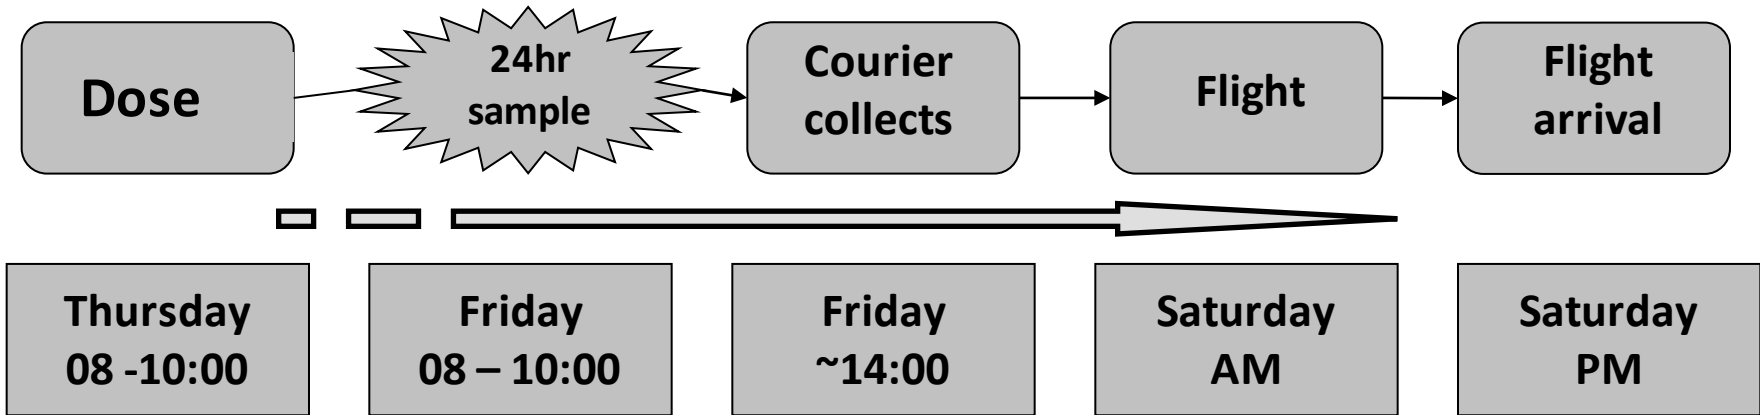 Dose
24hr
sample
Courier
collects
Flight
Flight
arrival
Thursday
08 -10:00
Friday
08 – 10:00
Friday
~14:00
Saturday
AM
Saturday
PM